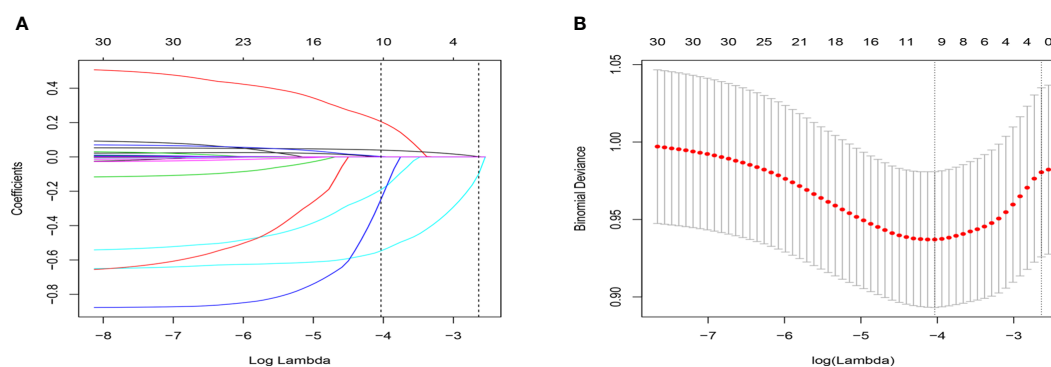 A
30 30 23 16 10 4
0.4
0.2
0.0
−0.2
−0.4
−0.6
−0.8
Coefficients
−8 −7 −6 −5 −4 −3
Log Lambda
B
30 30 30 25 21 18 16 11 9 8 6 4 4 0
1.05
1.00
0.95
0.90
Binomial Deviance
−7 −6 −5 −4 −3
log(Lambda)